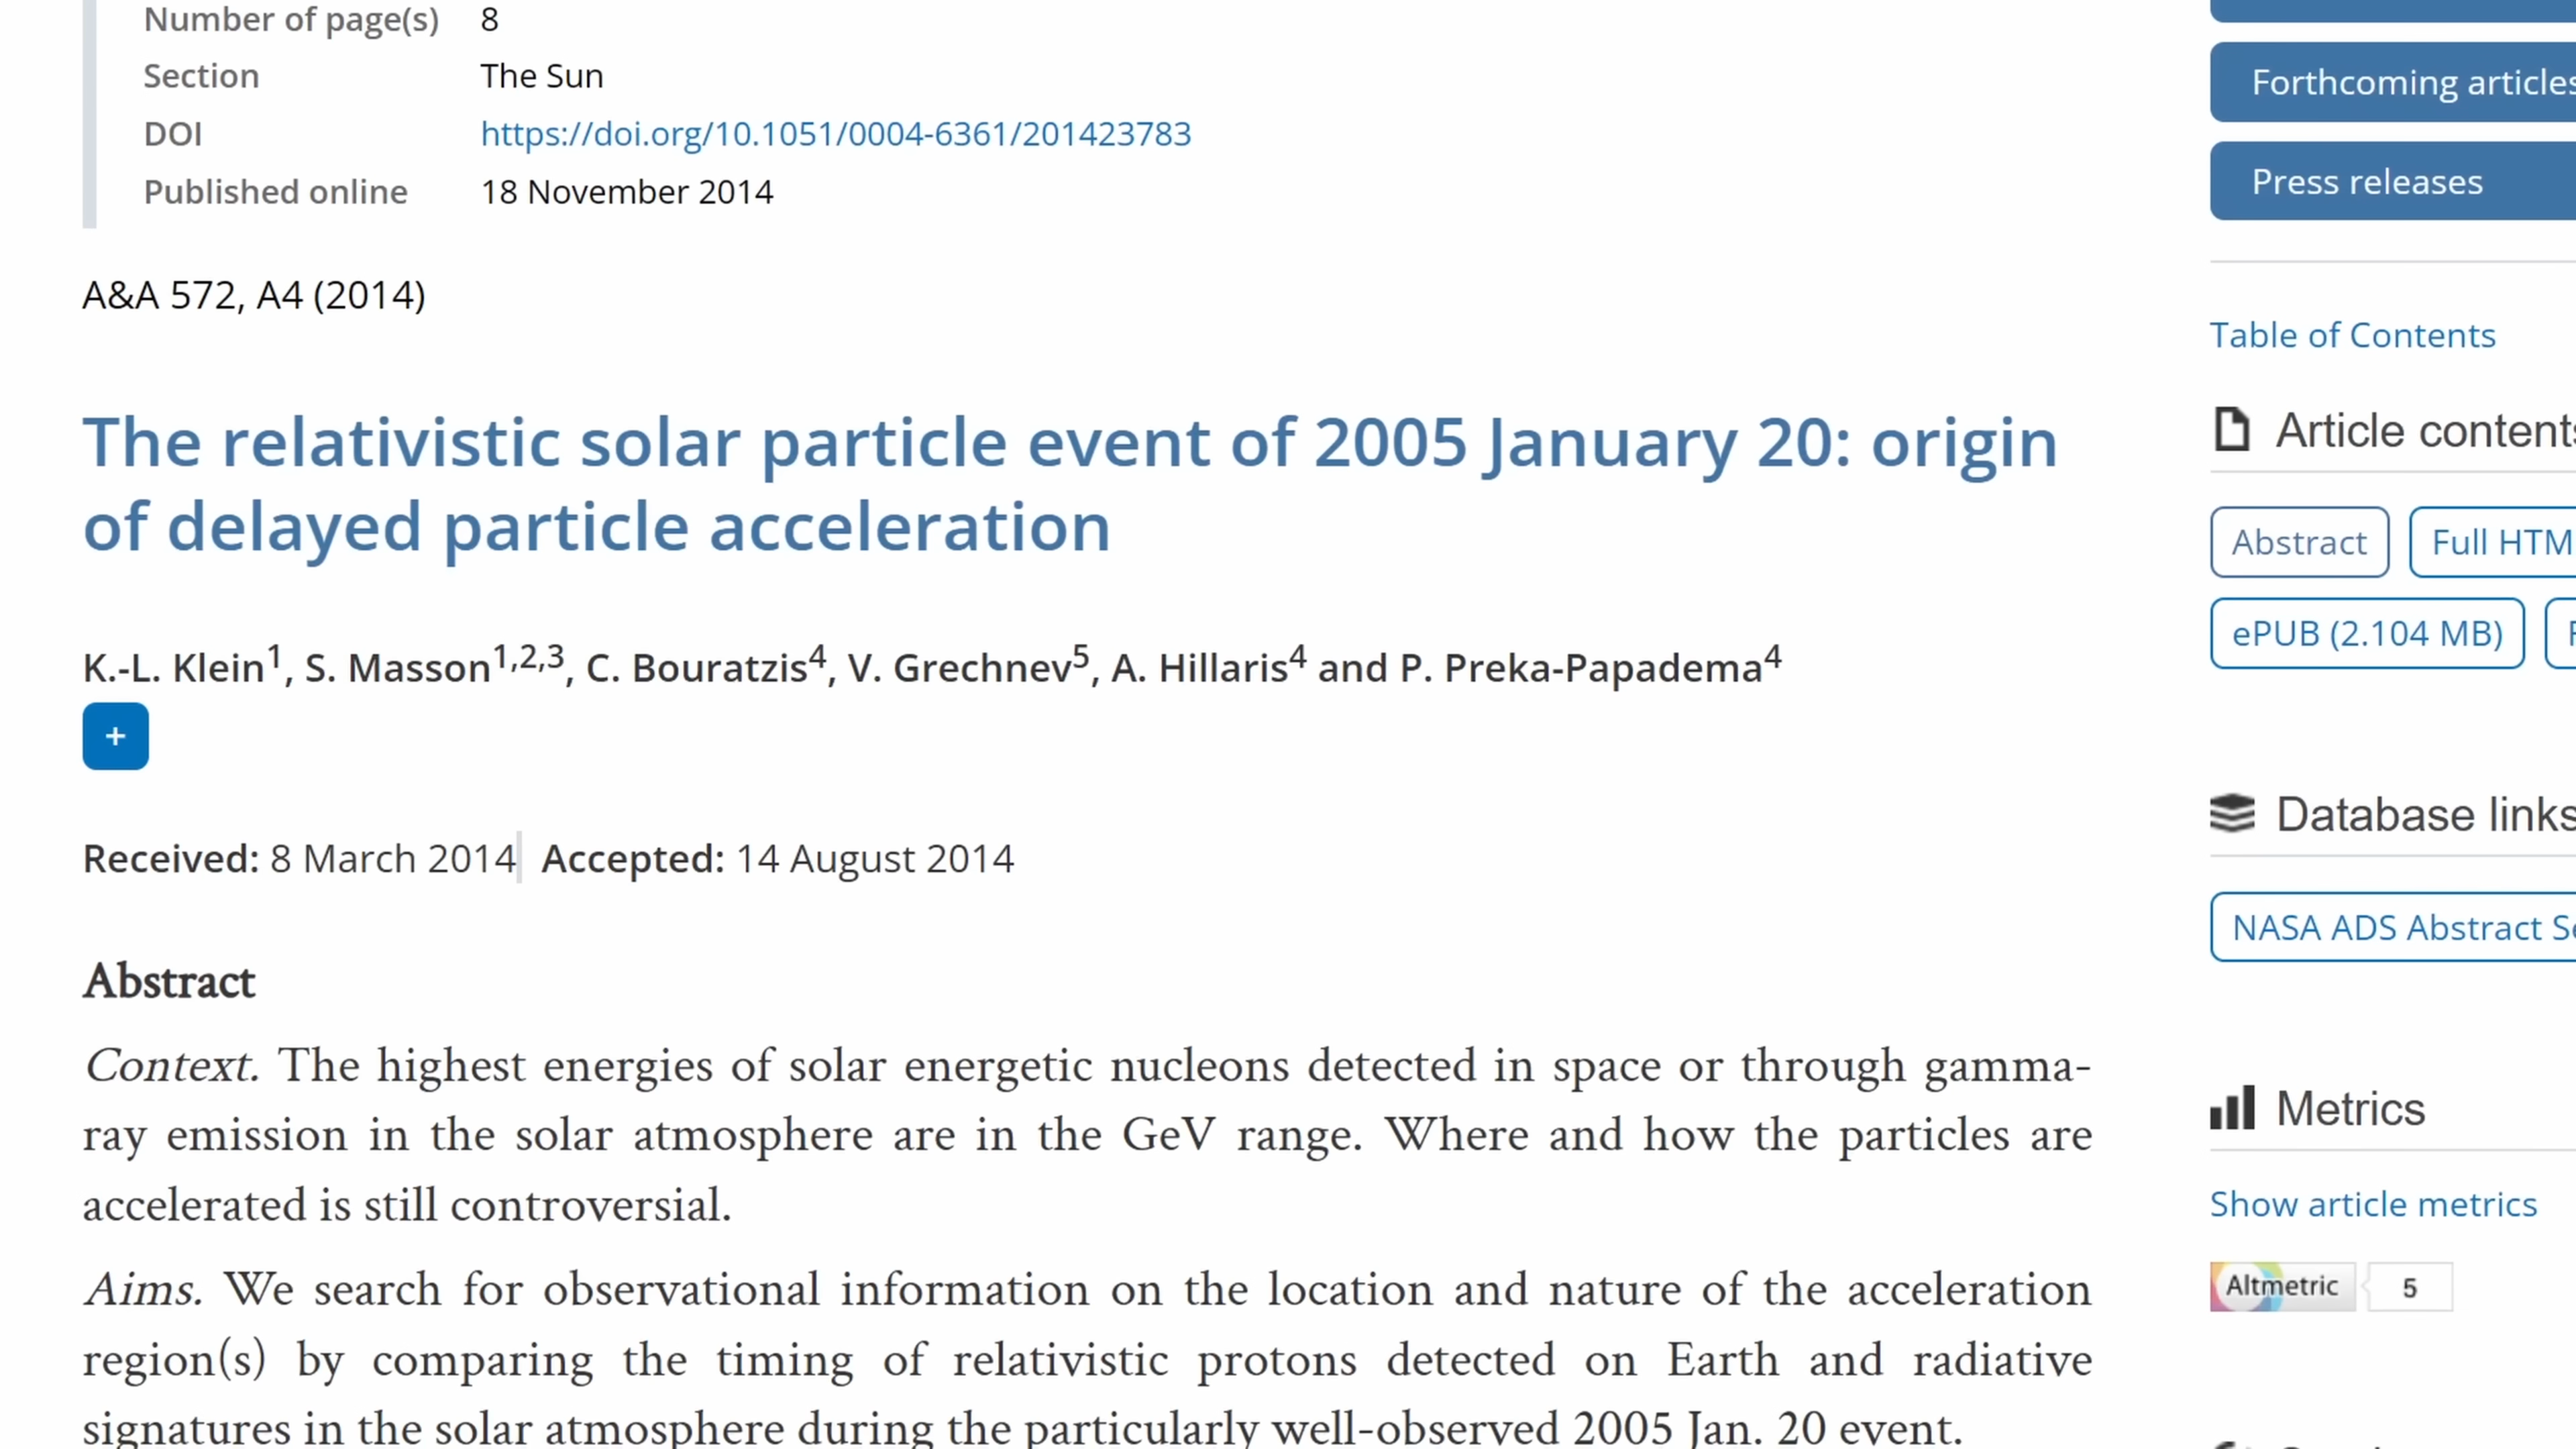 Number of page(s) 8
Section The Sun
DOI https://doi.org/10.1051/0004-6361/201423783
Published online 18 November 2014
A&A 572, A4 (2014)
The relativistic solar particle event of 2005 January 20: origin
of delayed particle acceleration
K.-L. Klein1, S. Masson1,2,3, C. Bouratzis4, V. Grechnev5, A. Hillaris4 and P. Preka-Papadema4
+
Received: 8 March 2014 Accepted: 14 August 2014
Abstract
Context. The highest energies of solar energetic nucleons detected in space or through gamma-
ray emission in the solar atmosphere are in the GeV range. Where and how the particles are
accelerated is still controversial.
Aims. We search for observational information on the location and nature of the acceleration
region(s) by comparing the timing of relativistic protons detected on Earth and radiative
signatures in the solar atmosphere during the particularly well-observed 2005 Jan. 20 event.
Forthcoming articles
Press releases
Table of Contents
Article contents
Abstract Full HTM
ePUB (2.104 MB)
Database links
NASA ADS Abstract Se
Metrics
Show article metrics
Altmetric 5